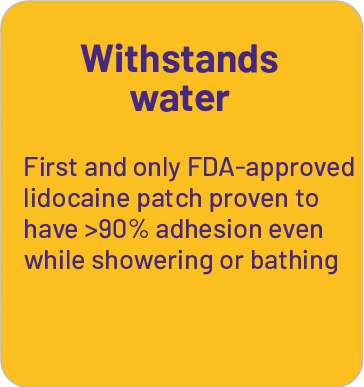 Withstands
water
First and only FDA-approved
lidocaine patch proven to
have >90% adhesion even
while showering or bathing